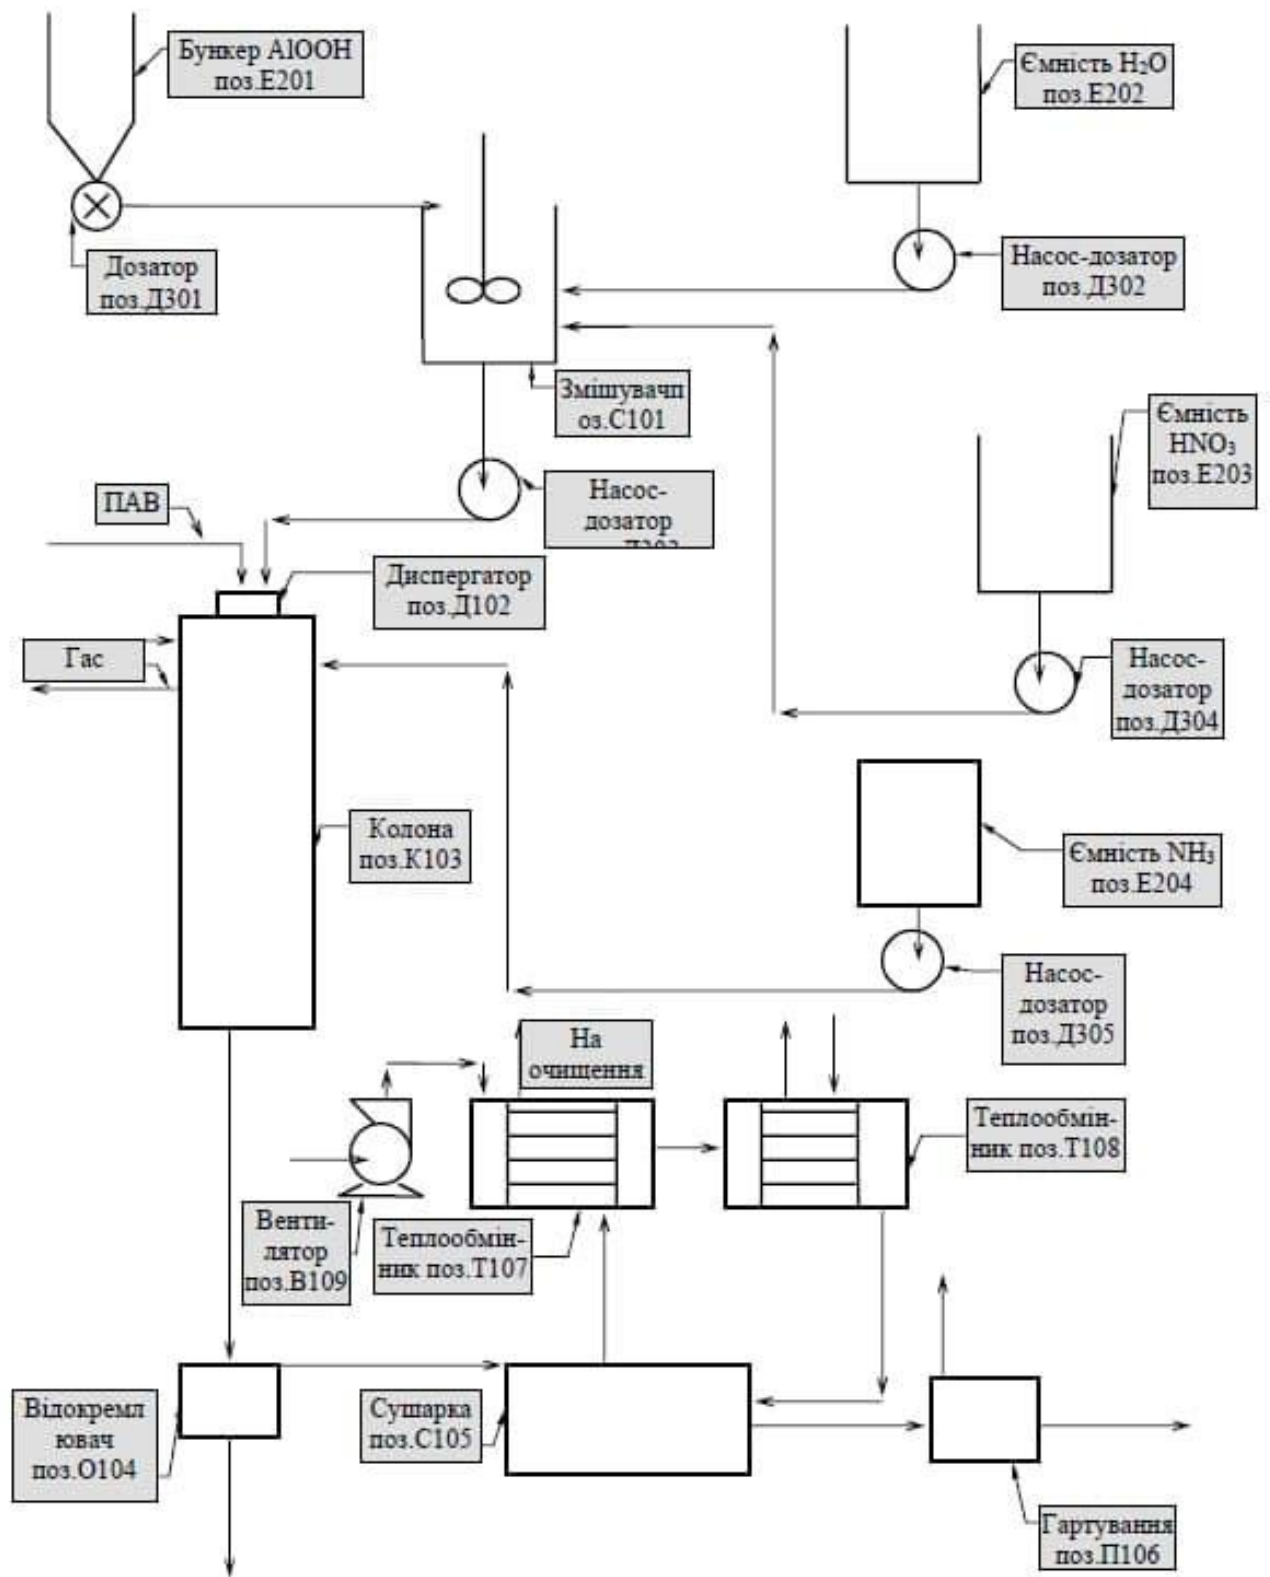 Бункер AlOOH
поз.Е201
Ємність H₂O
поз.Е202
Дозатор
поз.Д301
Насос-дозатор
поз.Д302
Змішувачп
оз.С101
Ємність
HNO₃
поз.Е203
ПАВ
Насос-
дозатор
Диспергатор
поз.Д102
Гас
Насос-
дозатор
поз.Д304
Колона
поз.К103
Ємність NH₃
поз.Е204
Насос-
дозатор
поз.Д305
На
очищення
Теплообмін-
ник поз.Т108
Венти-
лятор
поз.В109
Теплообмін-
ник поз.Т107
Відокремл
ювач
поз.О104
Сушарка
поз.С105
Гартування
поз.П106